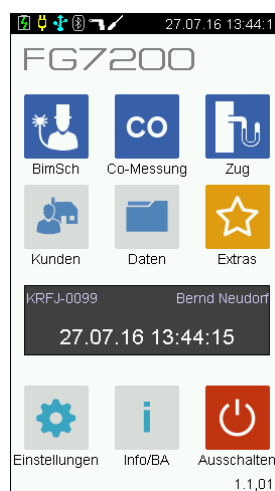 27.07.16 13:44:1
FG7200
CO
BimSch Co-Messung Zug
Kunden Daten Extras
KRFJ-0099 Bernd Neudorf
27.07.16 13:44:15
i
Einstellungen Info/BA Ausschalten
1.1,01